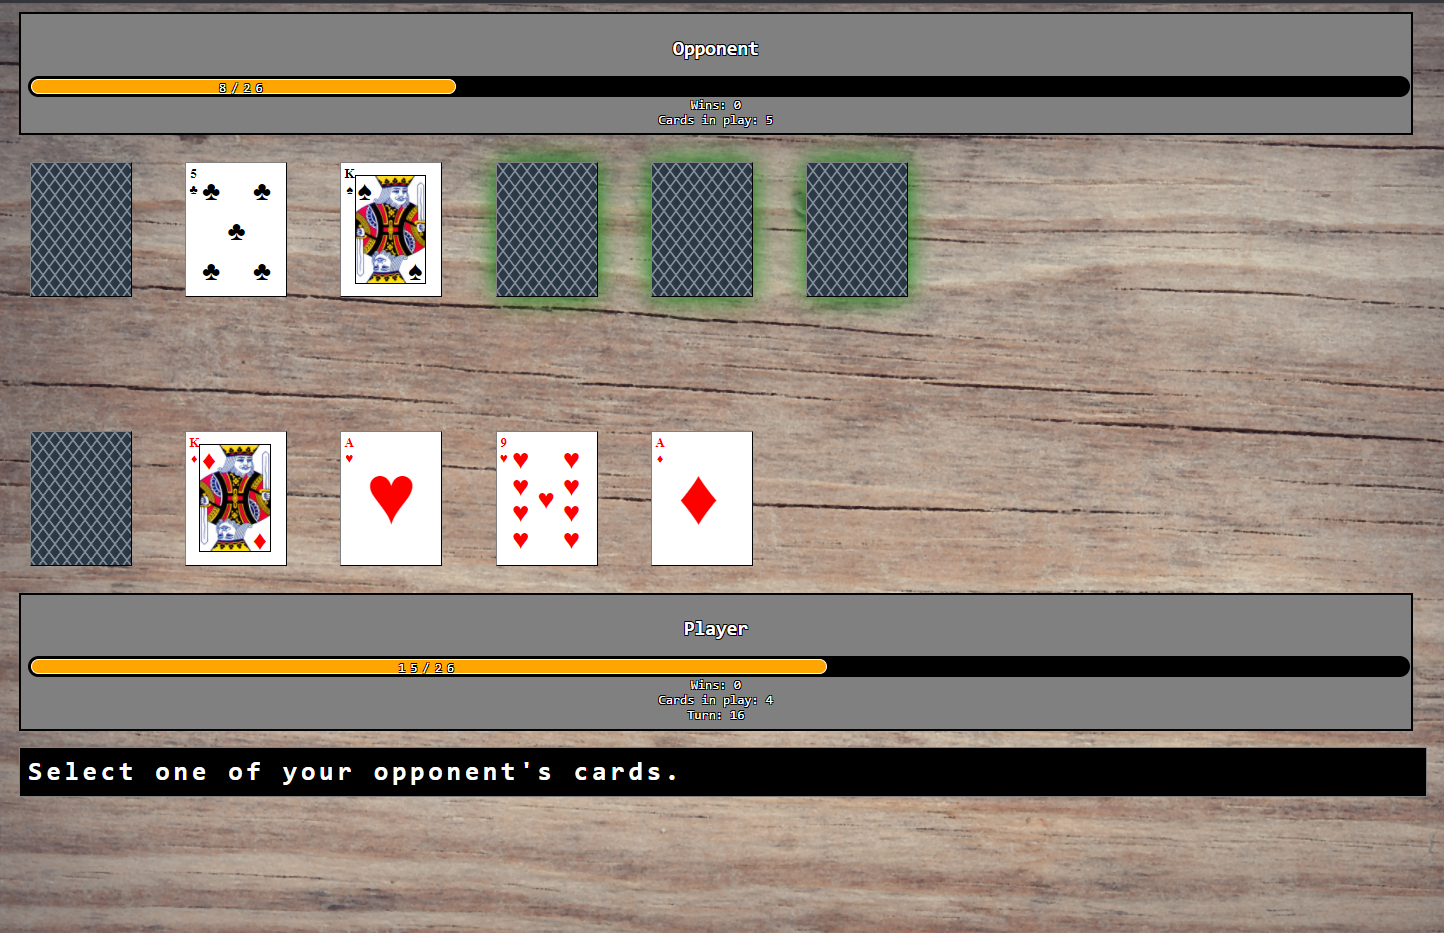 Opponent
8/26
Wins: 0
Cards in play: 5
5
K
K
A
9
A
Player
15/26
Wins: 0
Cards in play: 4
Turn: 16
Select one of your opponent's cards.